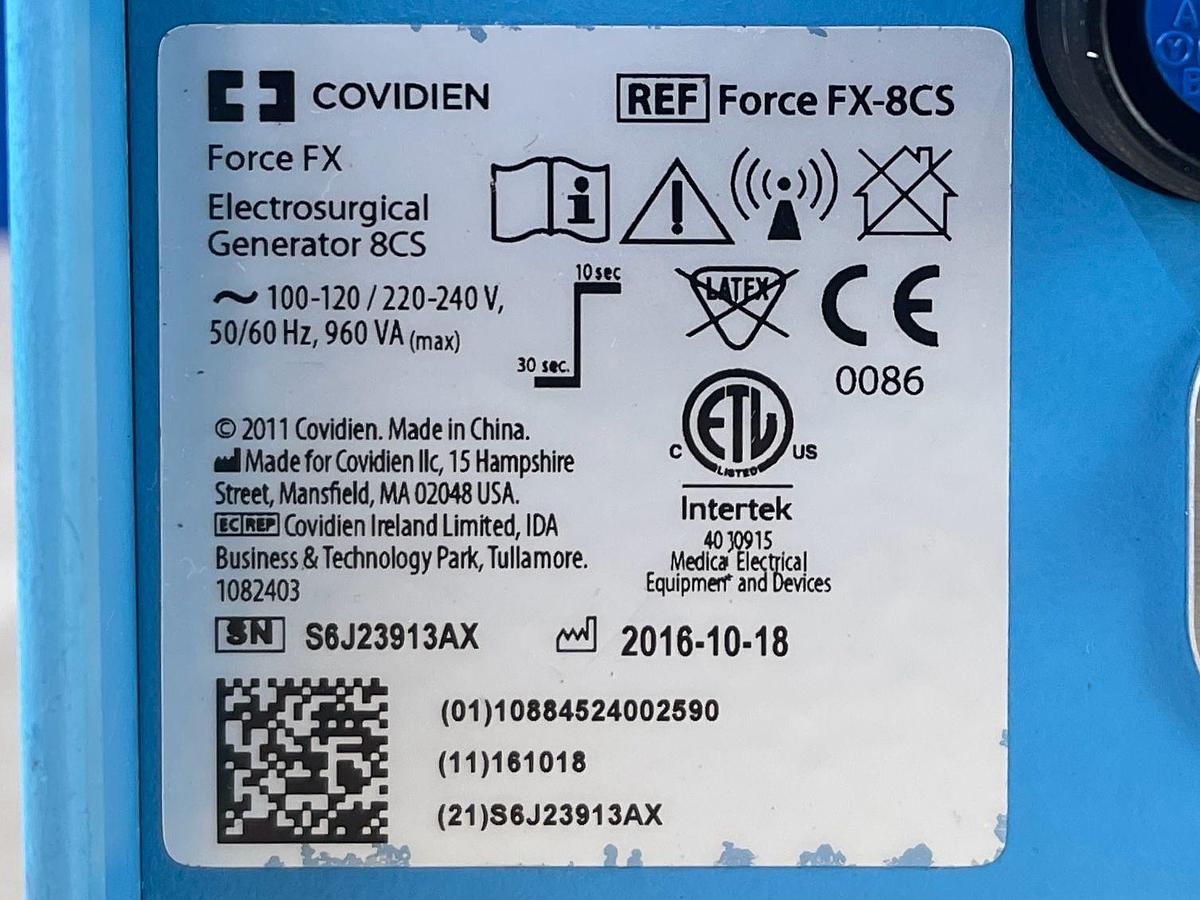 COVIDIEN
REF Force FX-8CS
Force FX
Electrosurgical
Generator 8CS
~ 100-120 / 220-240 V,
50/60 Hz, 960 VA (max)
10 sec
30 sec.
LATEX
CE
0086
© 2011 Covidien. Made in China.
Made for Covidien llc, 15 Hampshire
Street, Mansfield, MA 02048 USA.
EC REP Covidien Ireland Limited, IDA
Business & Technology Park, Tullamore.
1082403
ETL
LISTED
C US
Intertek
40 30915
Medical Electrical
Equipment and Devices
SN S6J23913AX
2016-10-18
(01)10884524002590
(11)161018
(21)S6J23913AX